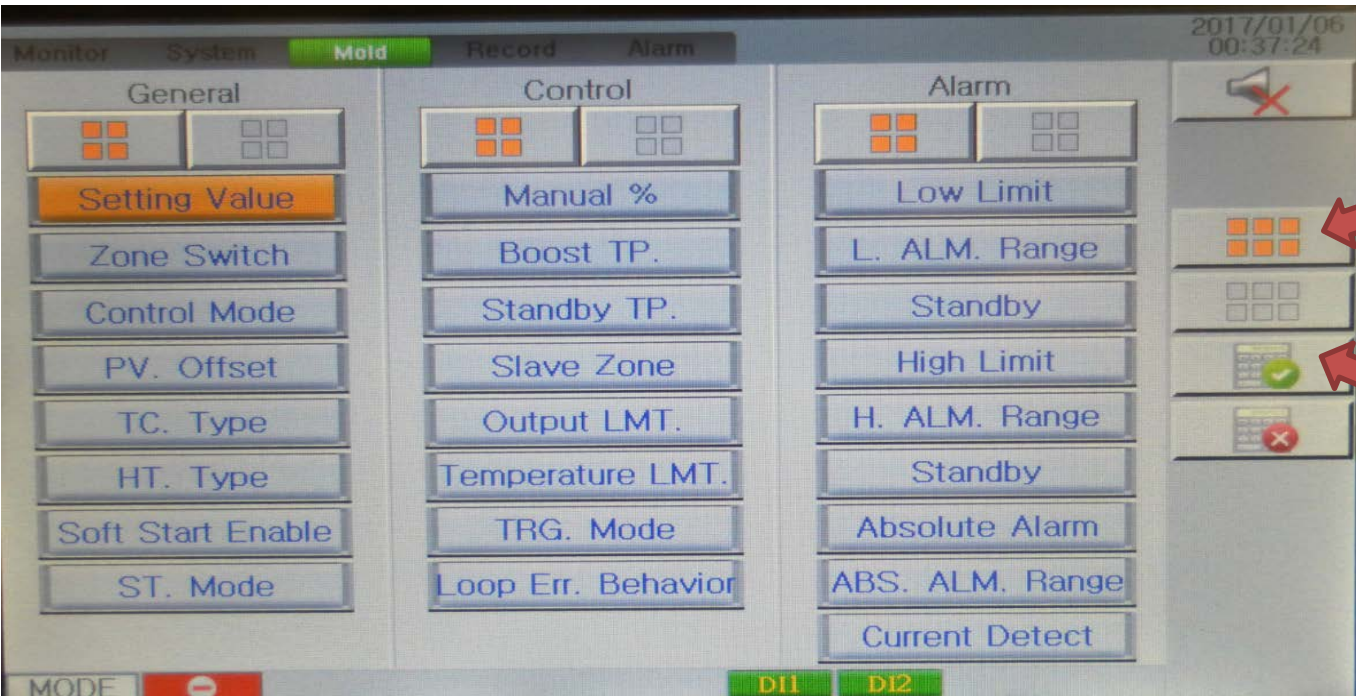 2017/01/06
00:37:24
Monitor System Mold Record Alarm
General
Setting Value
Zone Switch
Control Mode
PV. Offset
TC. Type
HT. Type
Soft Start Enable
ST. Mode
Control
Manual %
Boost TP.
Standby TP.
Slave Zone
Output LMT.
Temperature LMT.
TRG. Mode
Loop Err. Behavior
Alarm
Low Limit
L. ALM. Range
Standby
High Limit
H. ALM. Range
Standby
Absolute Alarm
ABS. ALM. Range
Current Detect
MODE DI1 DI2